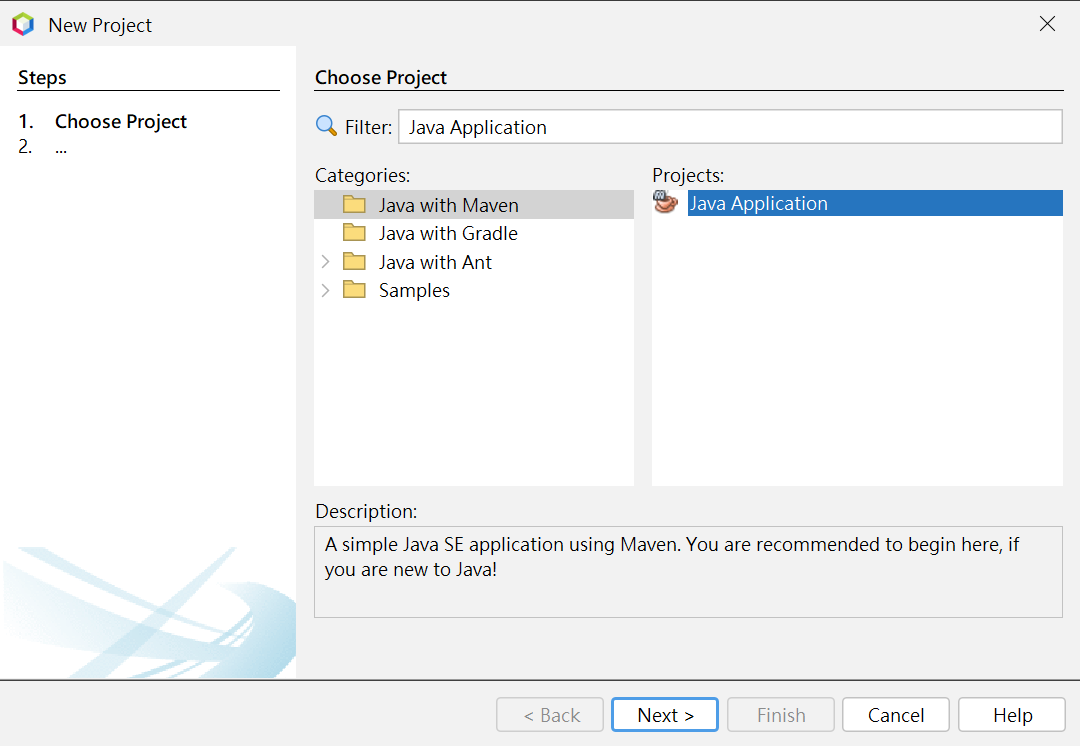 New Project
Steps
1. Choose Project
2. ...
Choose Project
Filter: Java Application
Categories:
Java with Maven
Java with Gradle
Java with Ant
Samples
Projects:
Java Application
Description:
A simple Java SE application using Maven. You are recommended to begin here, if
you are new to Java!
< Back Next > Finish Cancel Help